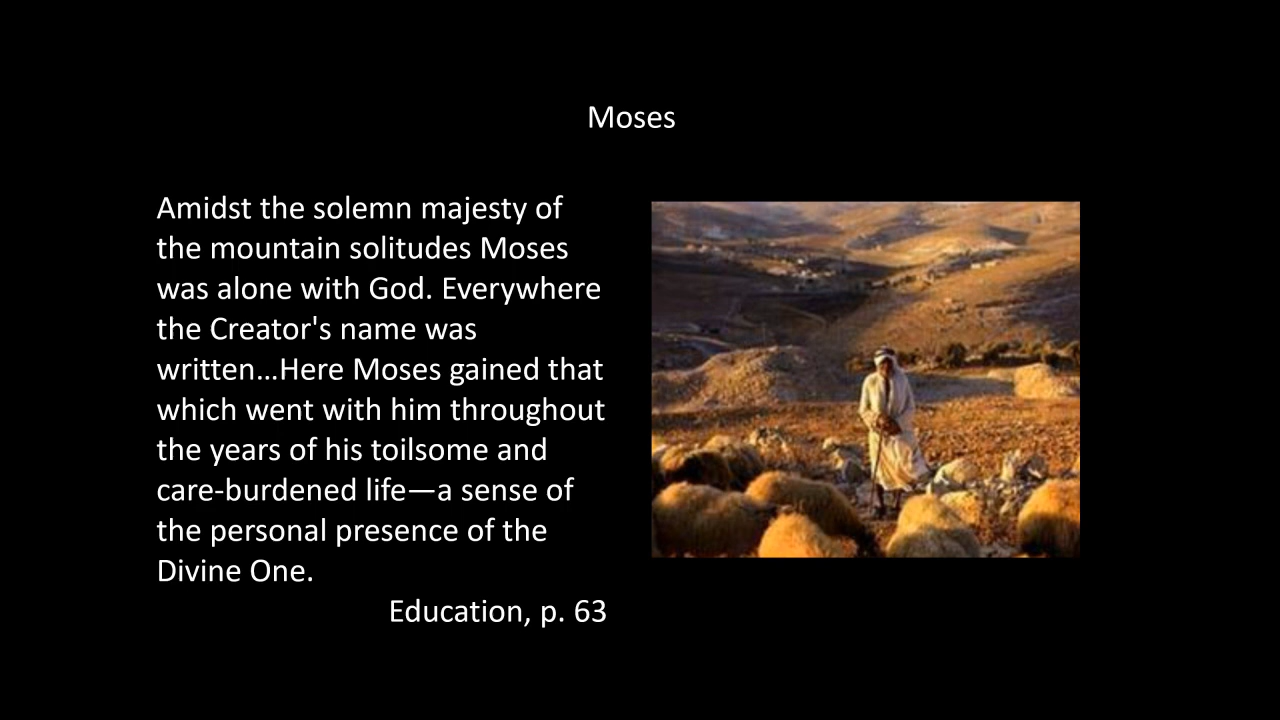 Moses
Amidst the solemn majesty of
the mountain solitudes Moses
was alone with God. Everywhere
the Creator's name was
written…Here Moses gained that
which went with him throughout
the years of his toilsome and
care-burdened life—a sense of
the personal presence of the
Divine One.
Education, p. 63